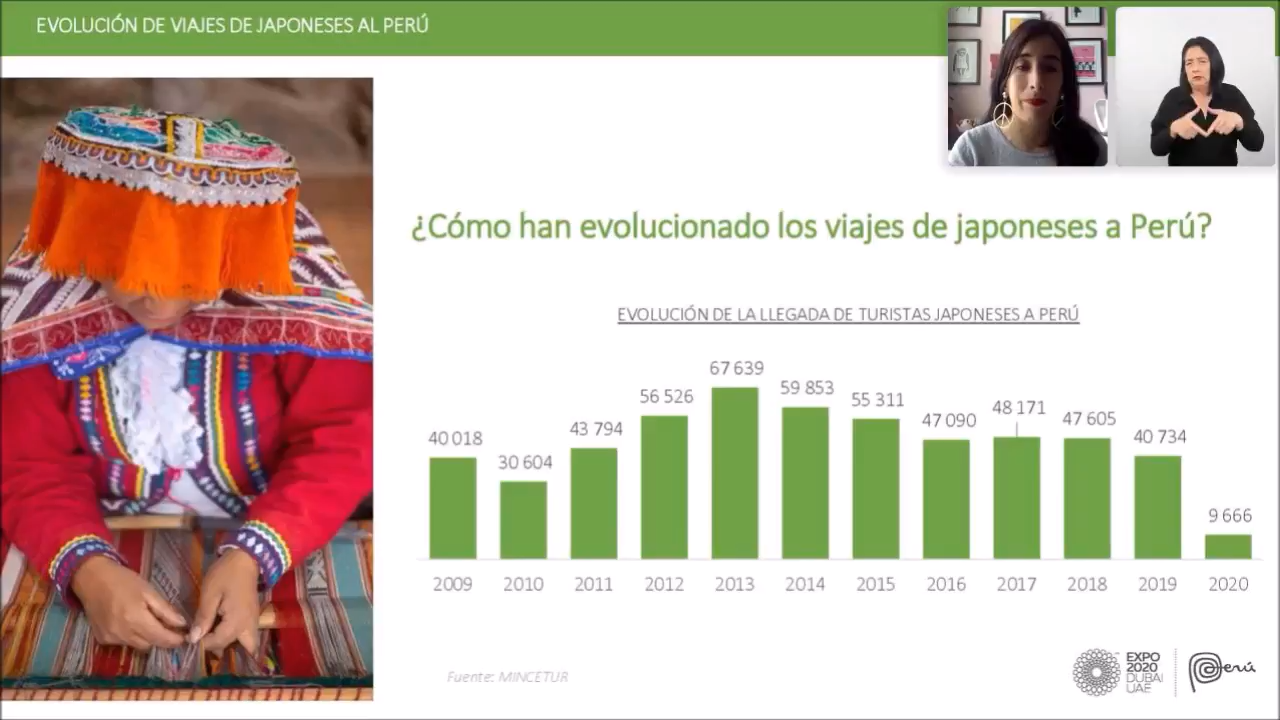 EVOLUCIÓN DE VIAJES DE JAPONESES AL PERÚ
¿Cómo han evolucionado los viajes de japoneses a Perú?
EVOLUCIÓN DE LA LLEGADA DE TURISTAS JAPONESES A PERÚ
40 018
30 604
43 794
56 526
67 639
59 853
55 311
47 090
48 171
47 605
40 734
9 666
2009 2010 2011 2012 2013 2014 2015 2016 2017 2018 2019 2020
Fuente: MINCETUR
EXPO
2020
DUBAI
UAE
Perú